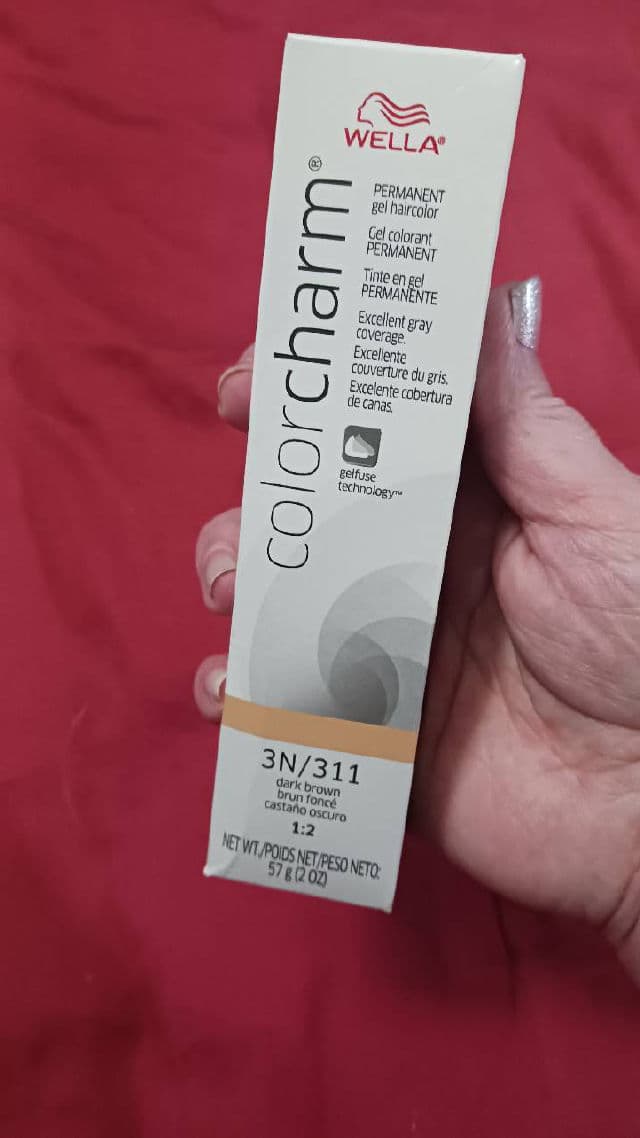 WELLA®
colorcharm®
PERMANENT
gel haircolor
Gel colorant
PERMANENT
Tinte en gel
PERMANENTE
Excellent gray
coverage.
Excellente
couverture du gris.
Excelente cobertura
de canas.
gelfuse
technology™
3N/311
dark brown
brun foncé
castaño oscuro
1:2
NET WT./POIDS NET/PESO NETO:
57 g (2 OZ)